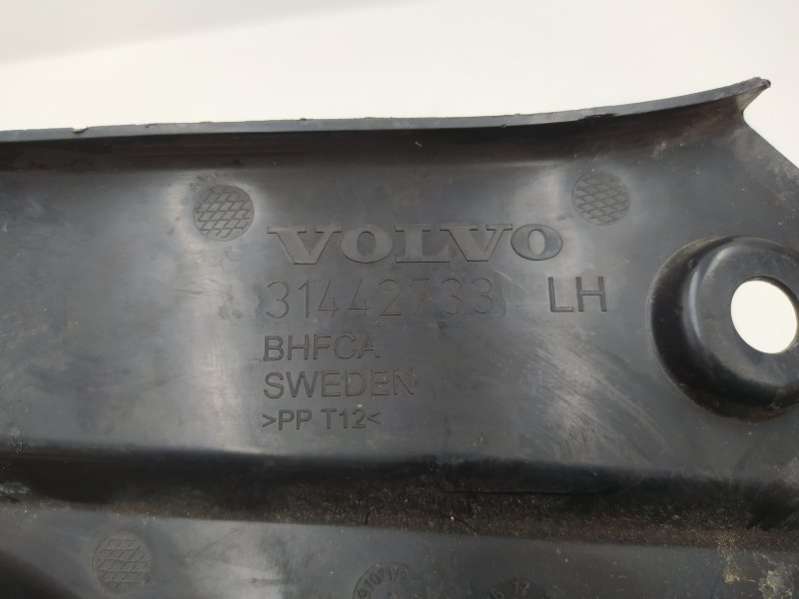 VOLVO
31442733 LH
BHFCA
SWEDEN
>PP T12<